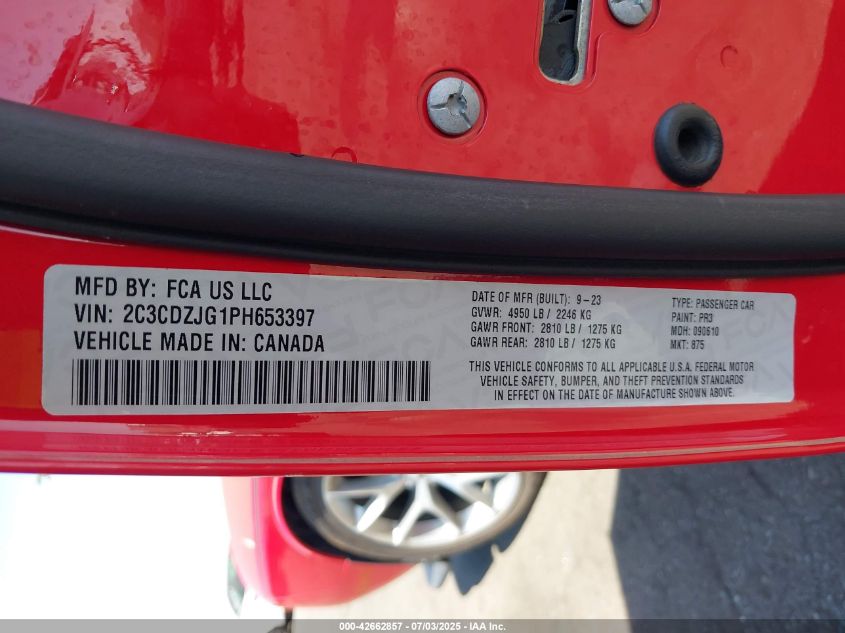 MFD BY: FCA US LLC
VIN: 2C3CDZJG1PH653397
VEHICLE MADE IN: CANADA
DATE OF MFR (BUILT): 9-23
GVWR: 4950 LB / 2246 KG
GAWR FRONT: 2810 LB / 1275 KG
GAWR REAR: 2810 LB / 1275 KG
TYPE: PASSENGER CAR
PAINT: PR3
MDH: 090610
MKT: 875
THIS VEHICLE CONFORMS TO ALL APPLICABLE U.S.A. FEDERAL MOTOR
VEHICLE SAFETY, BUMPER, AND THEFT PREVENTION STANDARDS
IN EFFECT ON THE DATE OF MANUFACTURE SHOWN ABOVE.
000-42662857 - 07/03/2025 - IAA Inc.